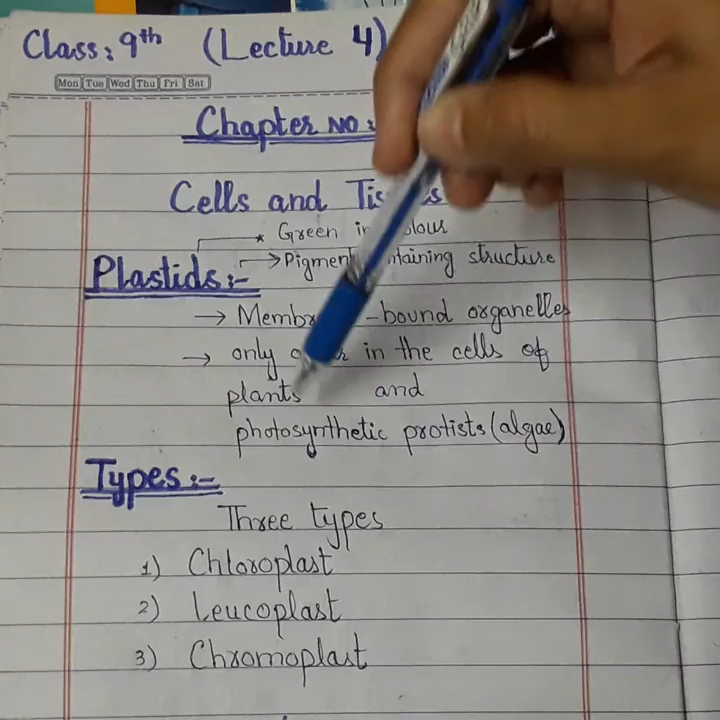 Class: 9th (Lecture 4)
Mon Tue Wed Thu Fri Sat
Chapter NO:
Cells and
* Green in
Plastids:-
→ Pigment structure
→ -bound organelles
→ only in the cells of
plants and
photosynthetic protists (algae)
Types:-
Three types
1) Chloroplast
2) Leucoplast
3) Chromoplast